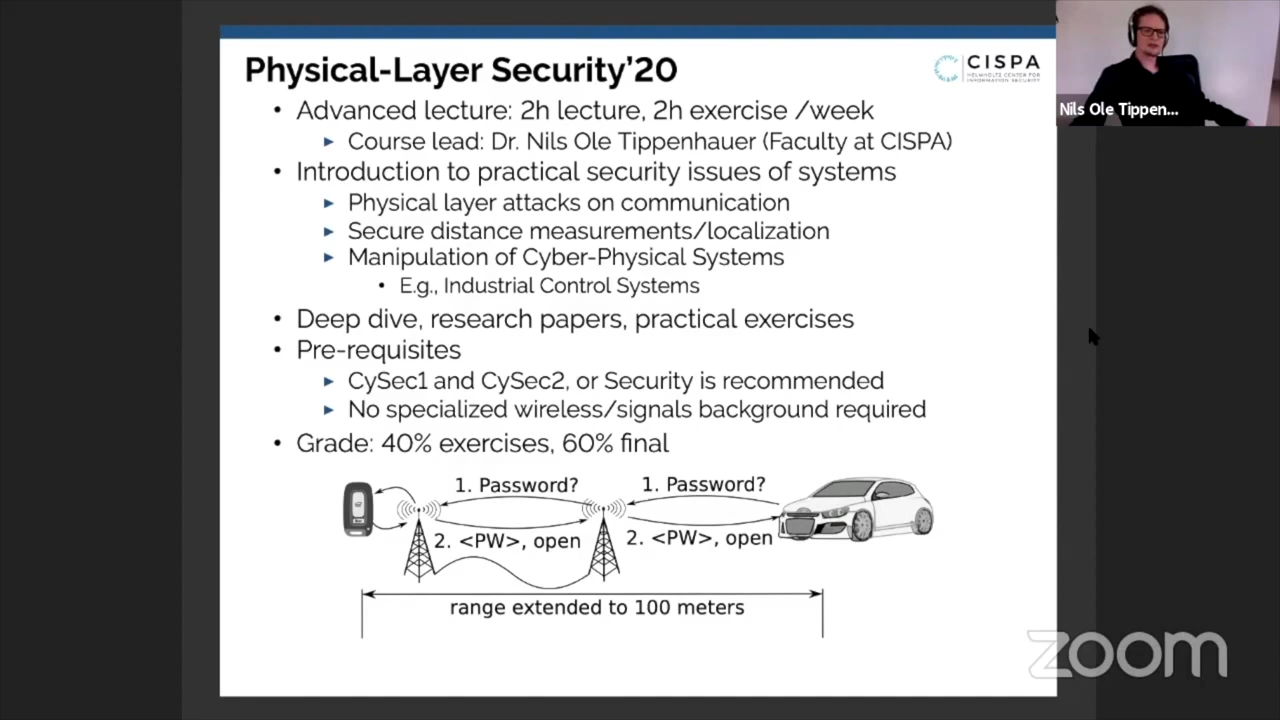 Physical-Layer Security'20
CISPA
HELMHOLTZ CENTER FOR
INFORMATION SECURITY
Nils Ole Tippen...
• Advanced lecture: 2h lecture, 2h exercise /week
► Course lead: Dr. Nils Ole Tippenhauer (Faculty at CISPA)
• Introduction to practical security issues of systems
► Physical layer attacks on communication
► Secure distance measurements/localization
► Manipulation of Cyber-Physical Systems
• E.g., Industrial Control Systems
• Deep dive, research papers, practical exercises
• Pre-requisites
► CySec1 and CySec2, or Security is recommended
► No specialized wireless/signals background required
• Grade: 40% exercises, 60% final
1. Password?
1. Password?
2. <PW>, open
2. <PW>, open
range extended to 100 meters
zoom